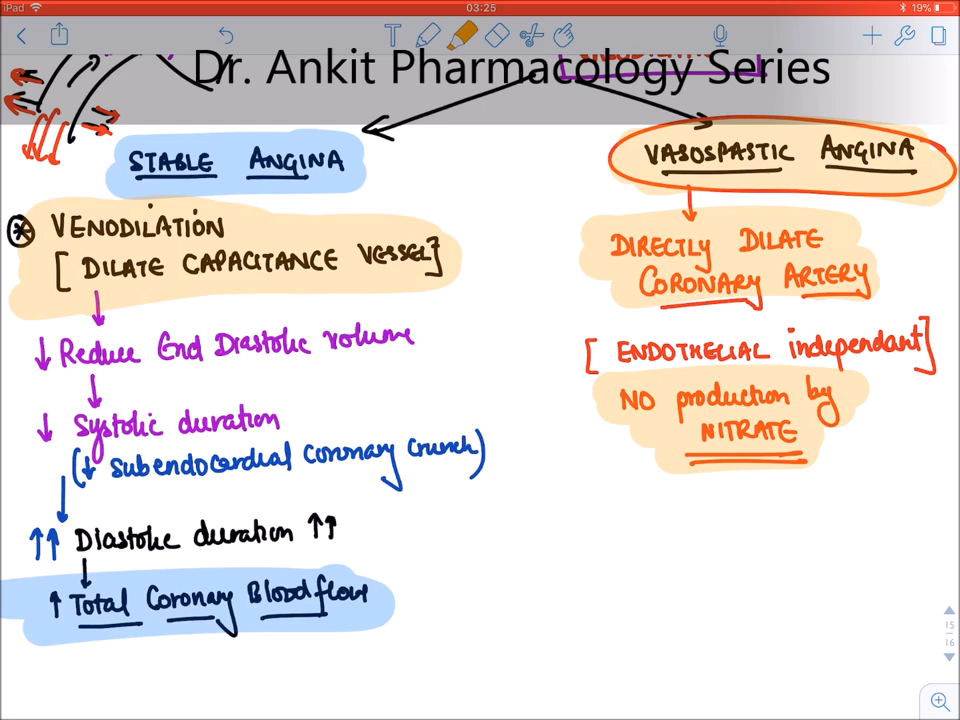 iPad 03:25 19%
T
Dr. Ankit Pharmacology Series
STABLE ANGINA
VASOSPASTIC ANGINA
* VENODILATION
[ DILATE CAPACITANCE VESSEL]
↓ Reduce End Diastolic volume
↓ Systolic duration
(↓ Subendocardial Coronary Crunch)
↑↑ Diastolic duration ↑↑
↑ Total Coronary Blood flow
DIRECTLY DILATE
CORONARY ARTERY
[ ENDOTHELIAL independant]
NO production by
NITRATE
15
16